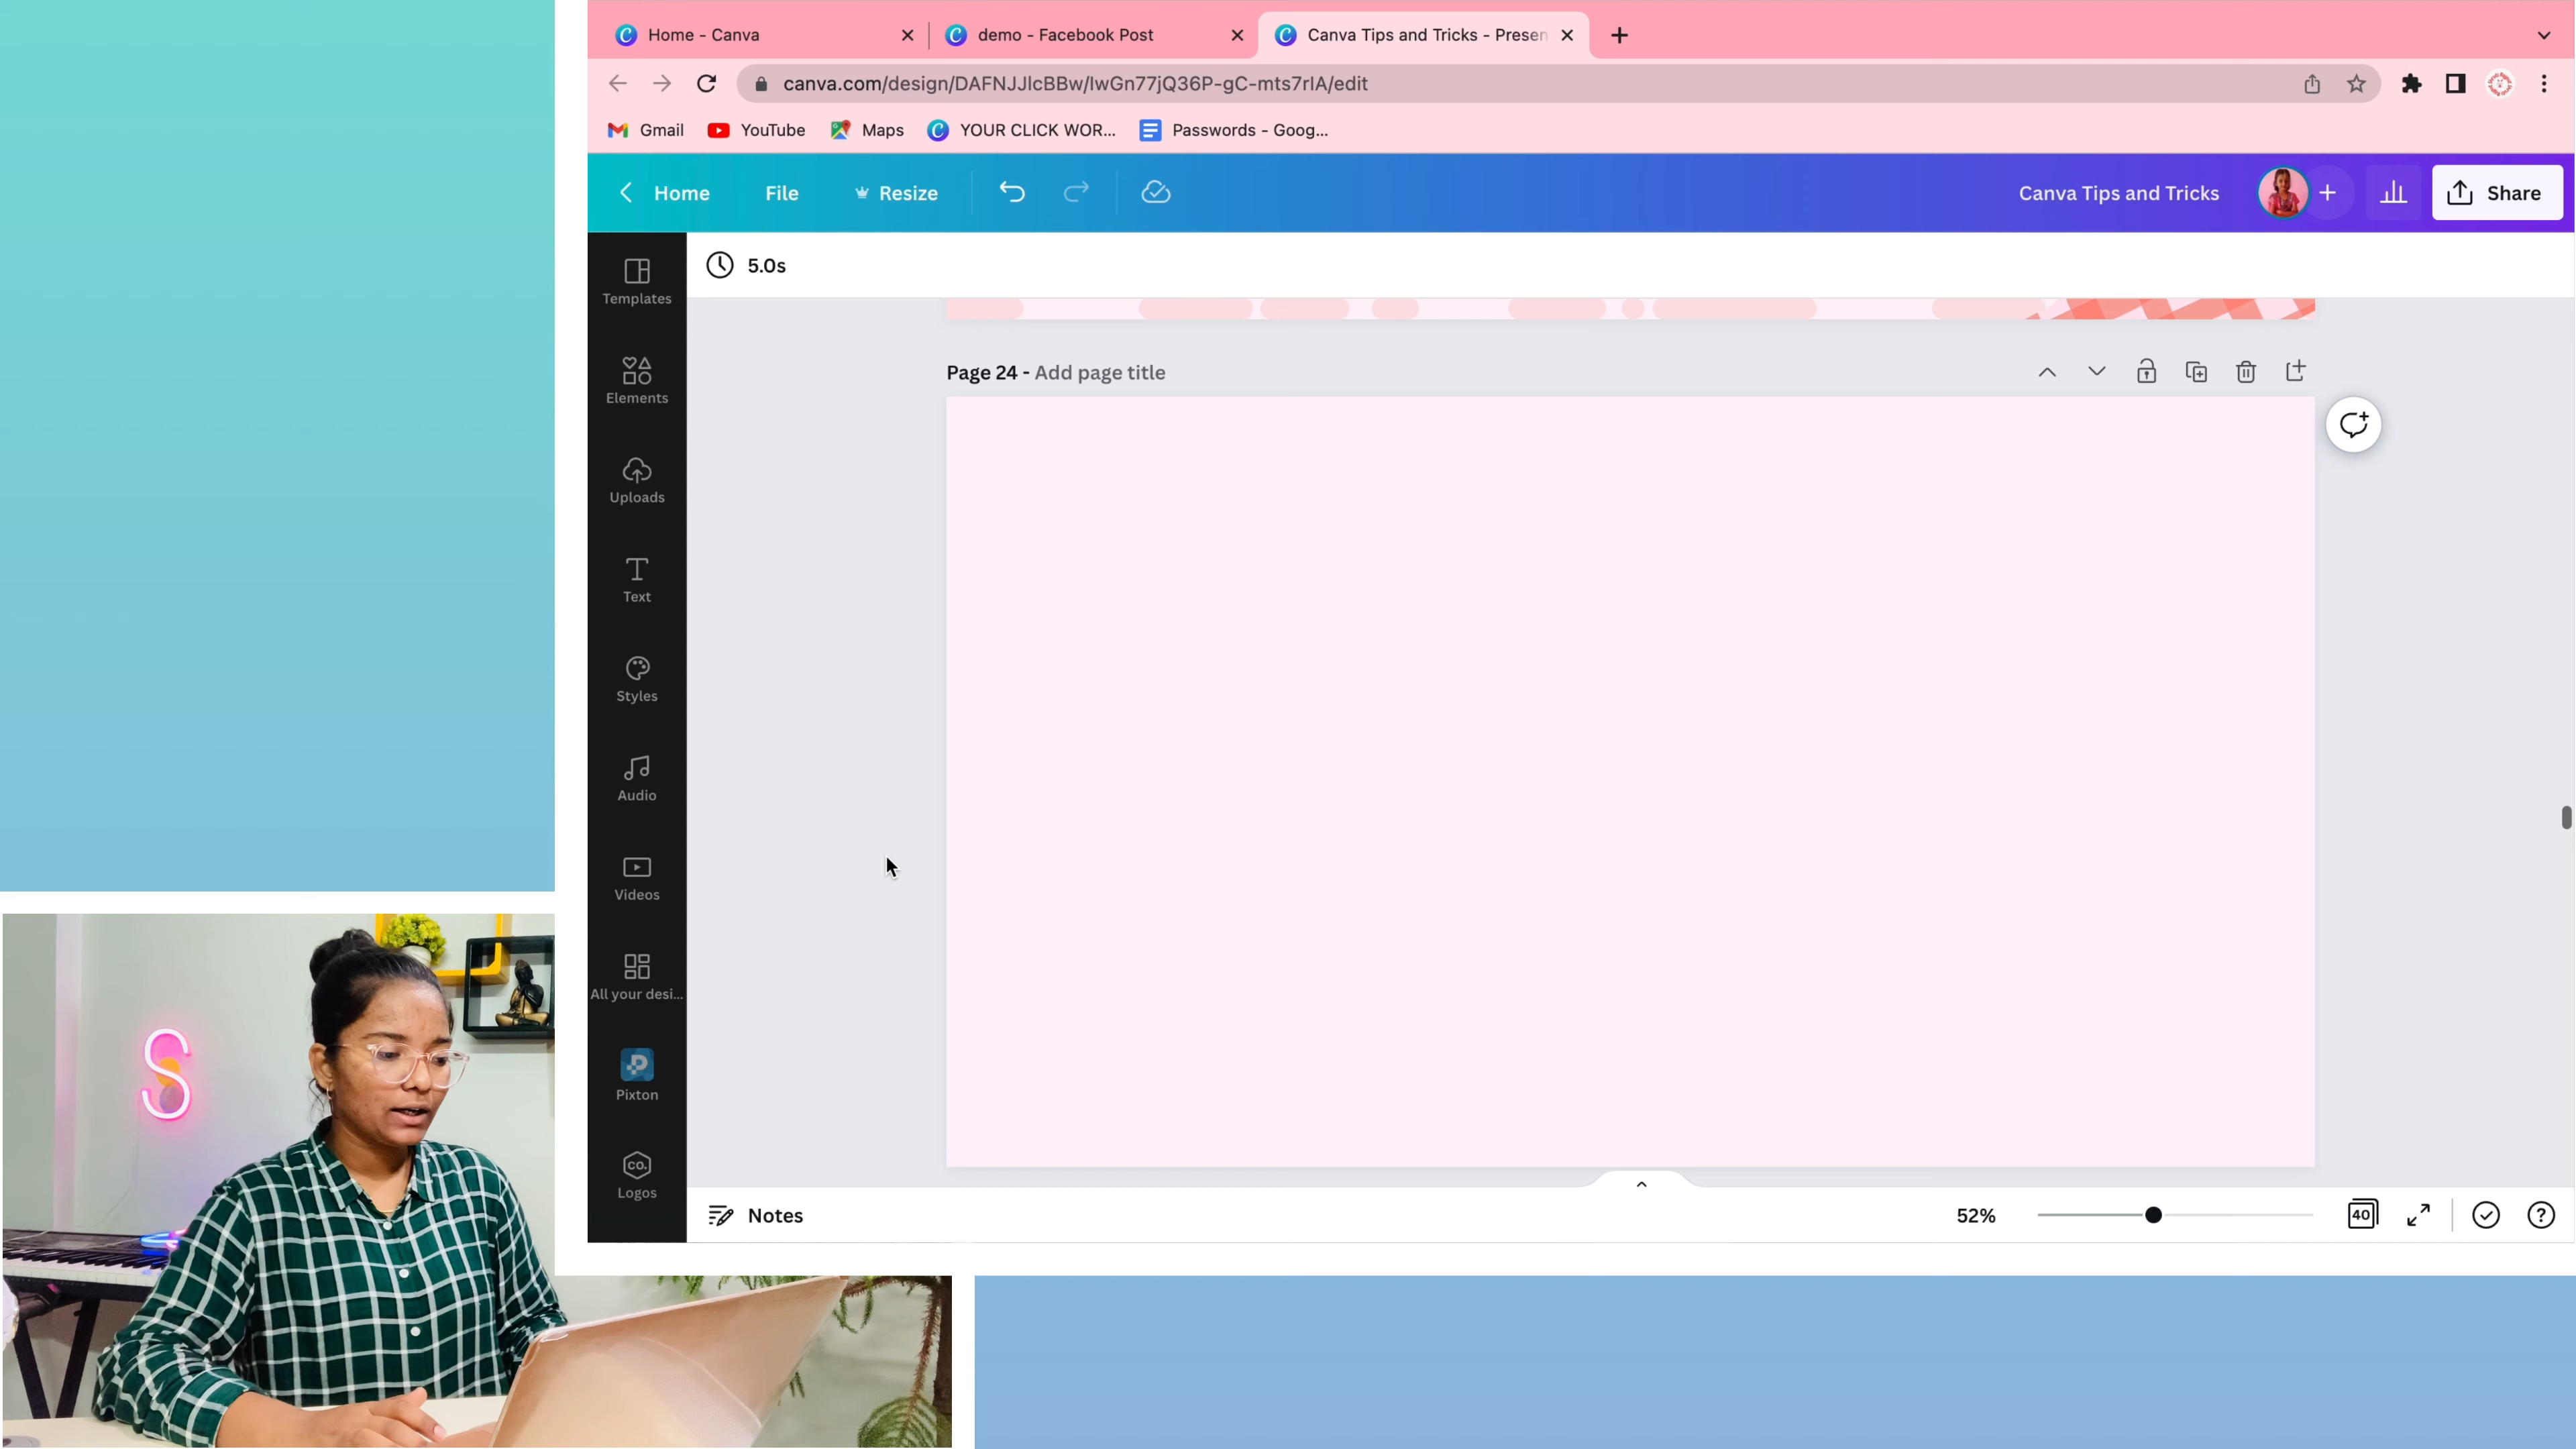 Home - Canva
demo - Facebook Post
Canva Tips and Tricks - Presen
canva.com/design/DAFNJJlcBBw/lwGn77jQ36P-gC-mts7rIA/edit
Gmail
YouTube
Maps
YOUR CLICK WOR...
Passwords - Goog...
Home
File
Resize
Canva Tips and Tricks
Share
5.0s
Templates
Elements
Uploads
Text
Styles
Audio
Videos
All your desi...
Pixton
CO.
Logos
Page 24 - Add page title
Notes
52%
40
S